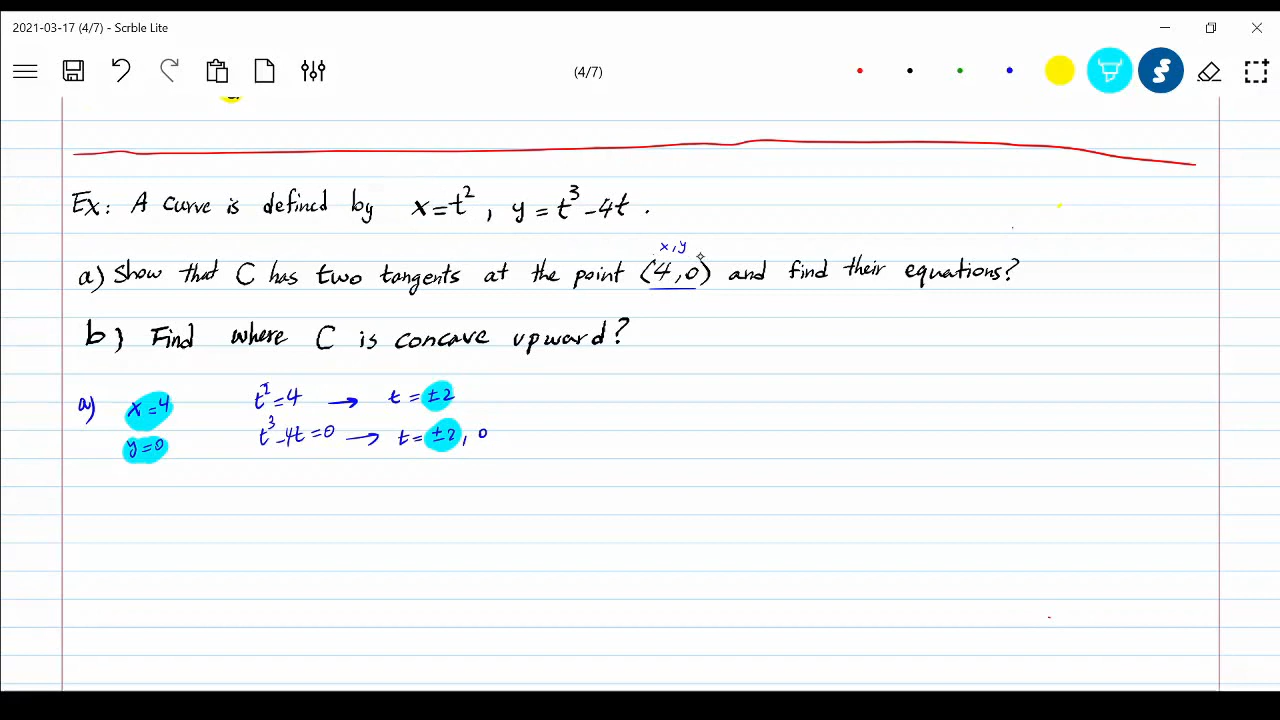 2021-03-17 (4/7) - Scrble Lite
(4/7)
Ex: A curve is defined by x=t², y=t³-4t.
x,y
a) Show that C has two tangents at the point (4,0) and find their equations?
b) Find where C is concave upward?
a) x=4 t²=4 → t=±2
y=0 t³-4t=0 → t=±2, 0